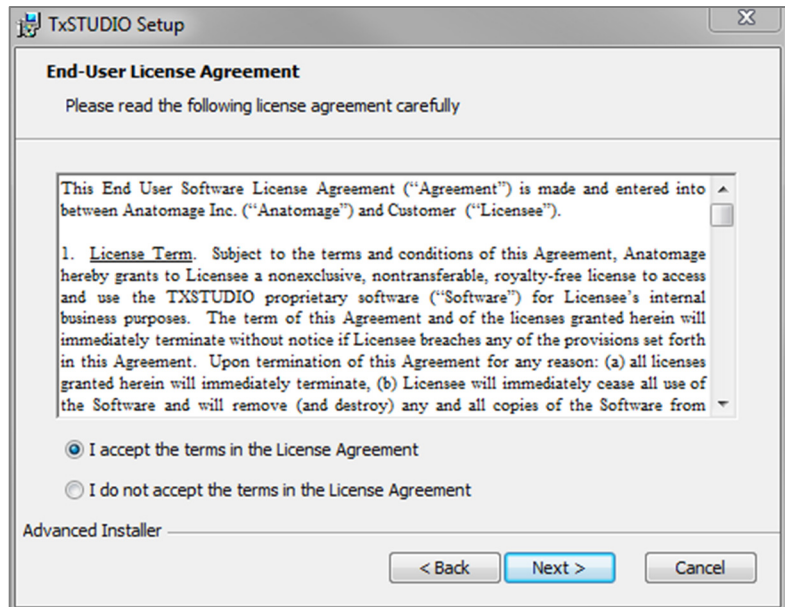 TxSTUDIO Setup
End-User License Agreement
Please read the following license agreement carefully
This End User Software License Agreement (“Agreement”) is made and entered into
between Anatomage Inc. (“Anatomage”) and Customer (“Licensee”).
1. License Term. Subject to the terms and conditions of this Agreement, Anatomage
hereby grants to Licensee a nonexclusive, nontransferable, royalty-free license to access
and use the TXSTUDIO proprietary software (“Software”) for Licensee’s internal
business purposes. The term of this Agreement and of the licenses granted herein will
immediately terminate without notice if Licensee breaches any of the provisions set forth
in this Agreement. Upon termination of this Agreement for any reason: (a) all licenses
granted herein will immediately terminate, (b) Licensee will immediately cease all use of
the Software and will remove (and destroy) any and all copies of the Software from
I accept the terms in the License Agreement
I do not accept the terms in the License Agreement
Advanced Installer
< Back Next > Cancel